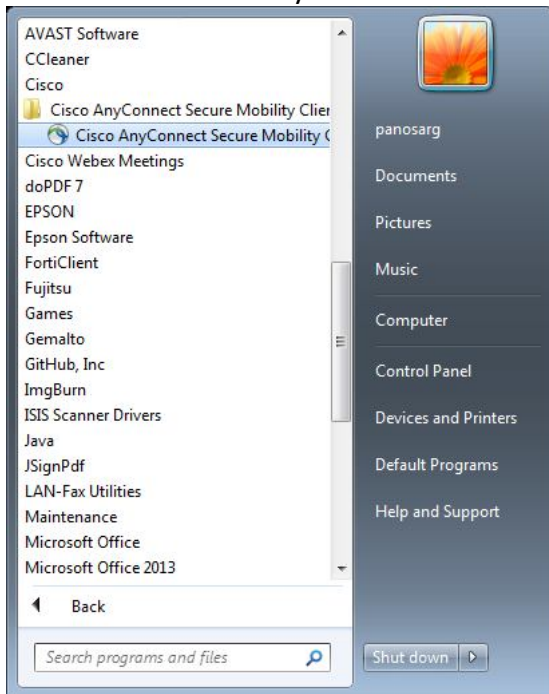 AVAST Software
CCleaner
Cisco
Cisco AnyConnect Secure Mobility Clier
Cisco AnyConnect Secure Mobility (
Cisco Webex Meetings
doPDF 7
EPSON
Epson Software
FortiClient
Fujitsu
Games
Gemalto
GitHub, Inc
ImgBurn
ISIS Scanner Drivers
Java
JSignPdf
LAN-Fax Utilities
Maintenance
Microsoft Office
Microsoft Office 2013
Back
Search programs and files
panosarg
Documents
Pictures
Music
Computer
Control Panel
Devices and Printers
Default Programs
Help and Support
Shut down